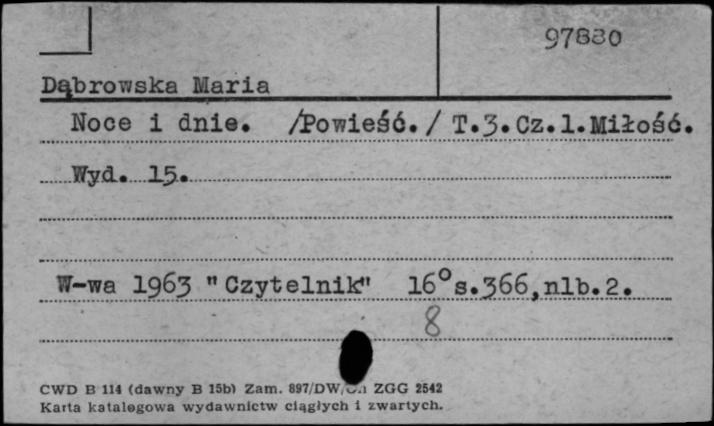 97880
Dąbrowska Maria
Noce i dnie. /Powieść./ T.3.Cz.1.Miłość.
Wyd. 15.
W-wa 1963 "Czytelnik" 16° s.366,nlb.2.
8
CWD B 114 (dawny B 15b) Zam. 897/DW ZGG 2542
Karta katalogowa wydawnictw ciągłych i zwartych.